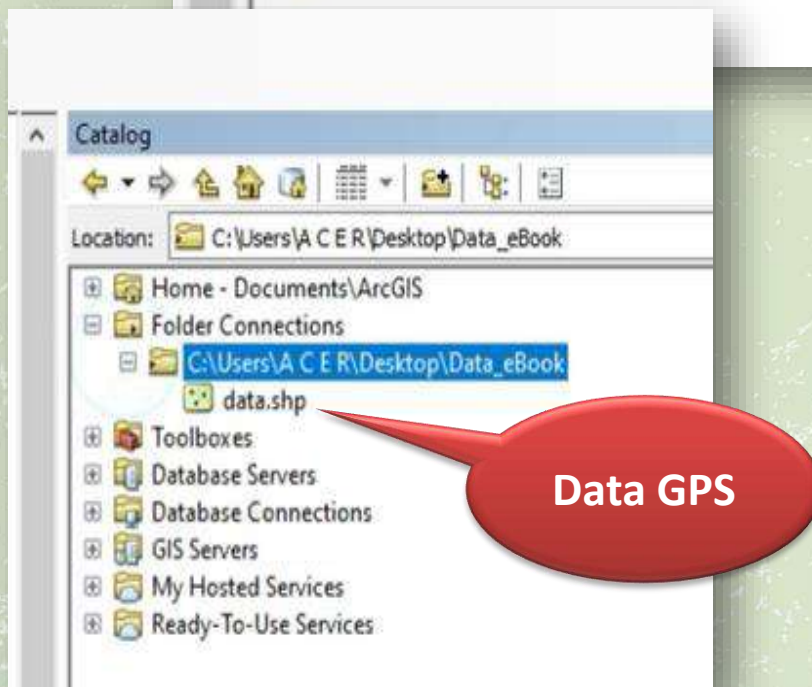 Catalog
Location: C:\Users\A C E R\Desktop\Data_eBook
Home - Documents\ArcGIS
Folder Connections
C:\Users\A C E R\Desktop\Data_eBook
data.shp
Toolboxes
Database Servers
Database Connections
GIS Servers
My Hosted Services
Ready-To-Use Services
Data GPS